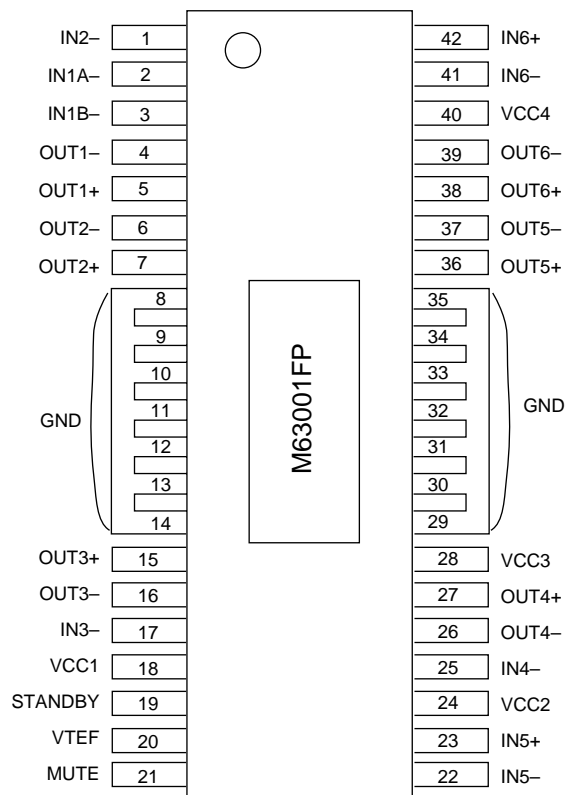 IN2– 1 42 IN6+
IN1A– 2 41 IN6–
IN1B– 3 40 VCC4
OUT1– 4 39 OUT6–
OUT1+ 5 38 OUT6+
OUT2– 6 37 OUT5–
OUT2+ 7 36 OUT5+
8 35
9 34
10 33
GND 11 32 GND
12 31
13 30
14 29
M63001FP
OUT3+ 15 28 VCC3
OUT3– 16 27 OUT4+
IN3– 17 26 OUT4–
VCC1 18 25 IN4–
STANDBY 19 24 VCC2
VTEF 20 23 IN5+
MUTE 21 22 IN5–